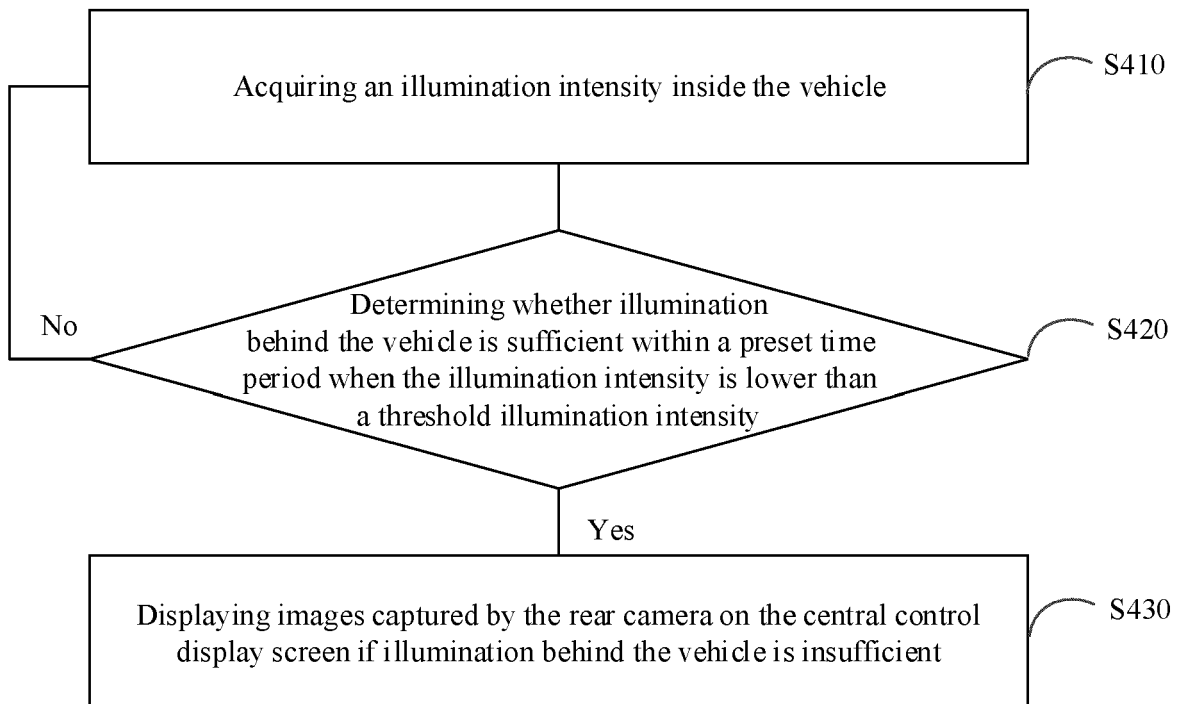 Acquiring an illumination intensity inside the vehicle
S410
Determining whether illumination
behind the vehicle is sufficient within a preset time
period when the illumination intensity is lower than
a threshold illumination intensity
No
S420
Yes
Displaying images captured by the rear camera on the central control
display screen if illumination behind the vehicle is insufficient
S430